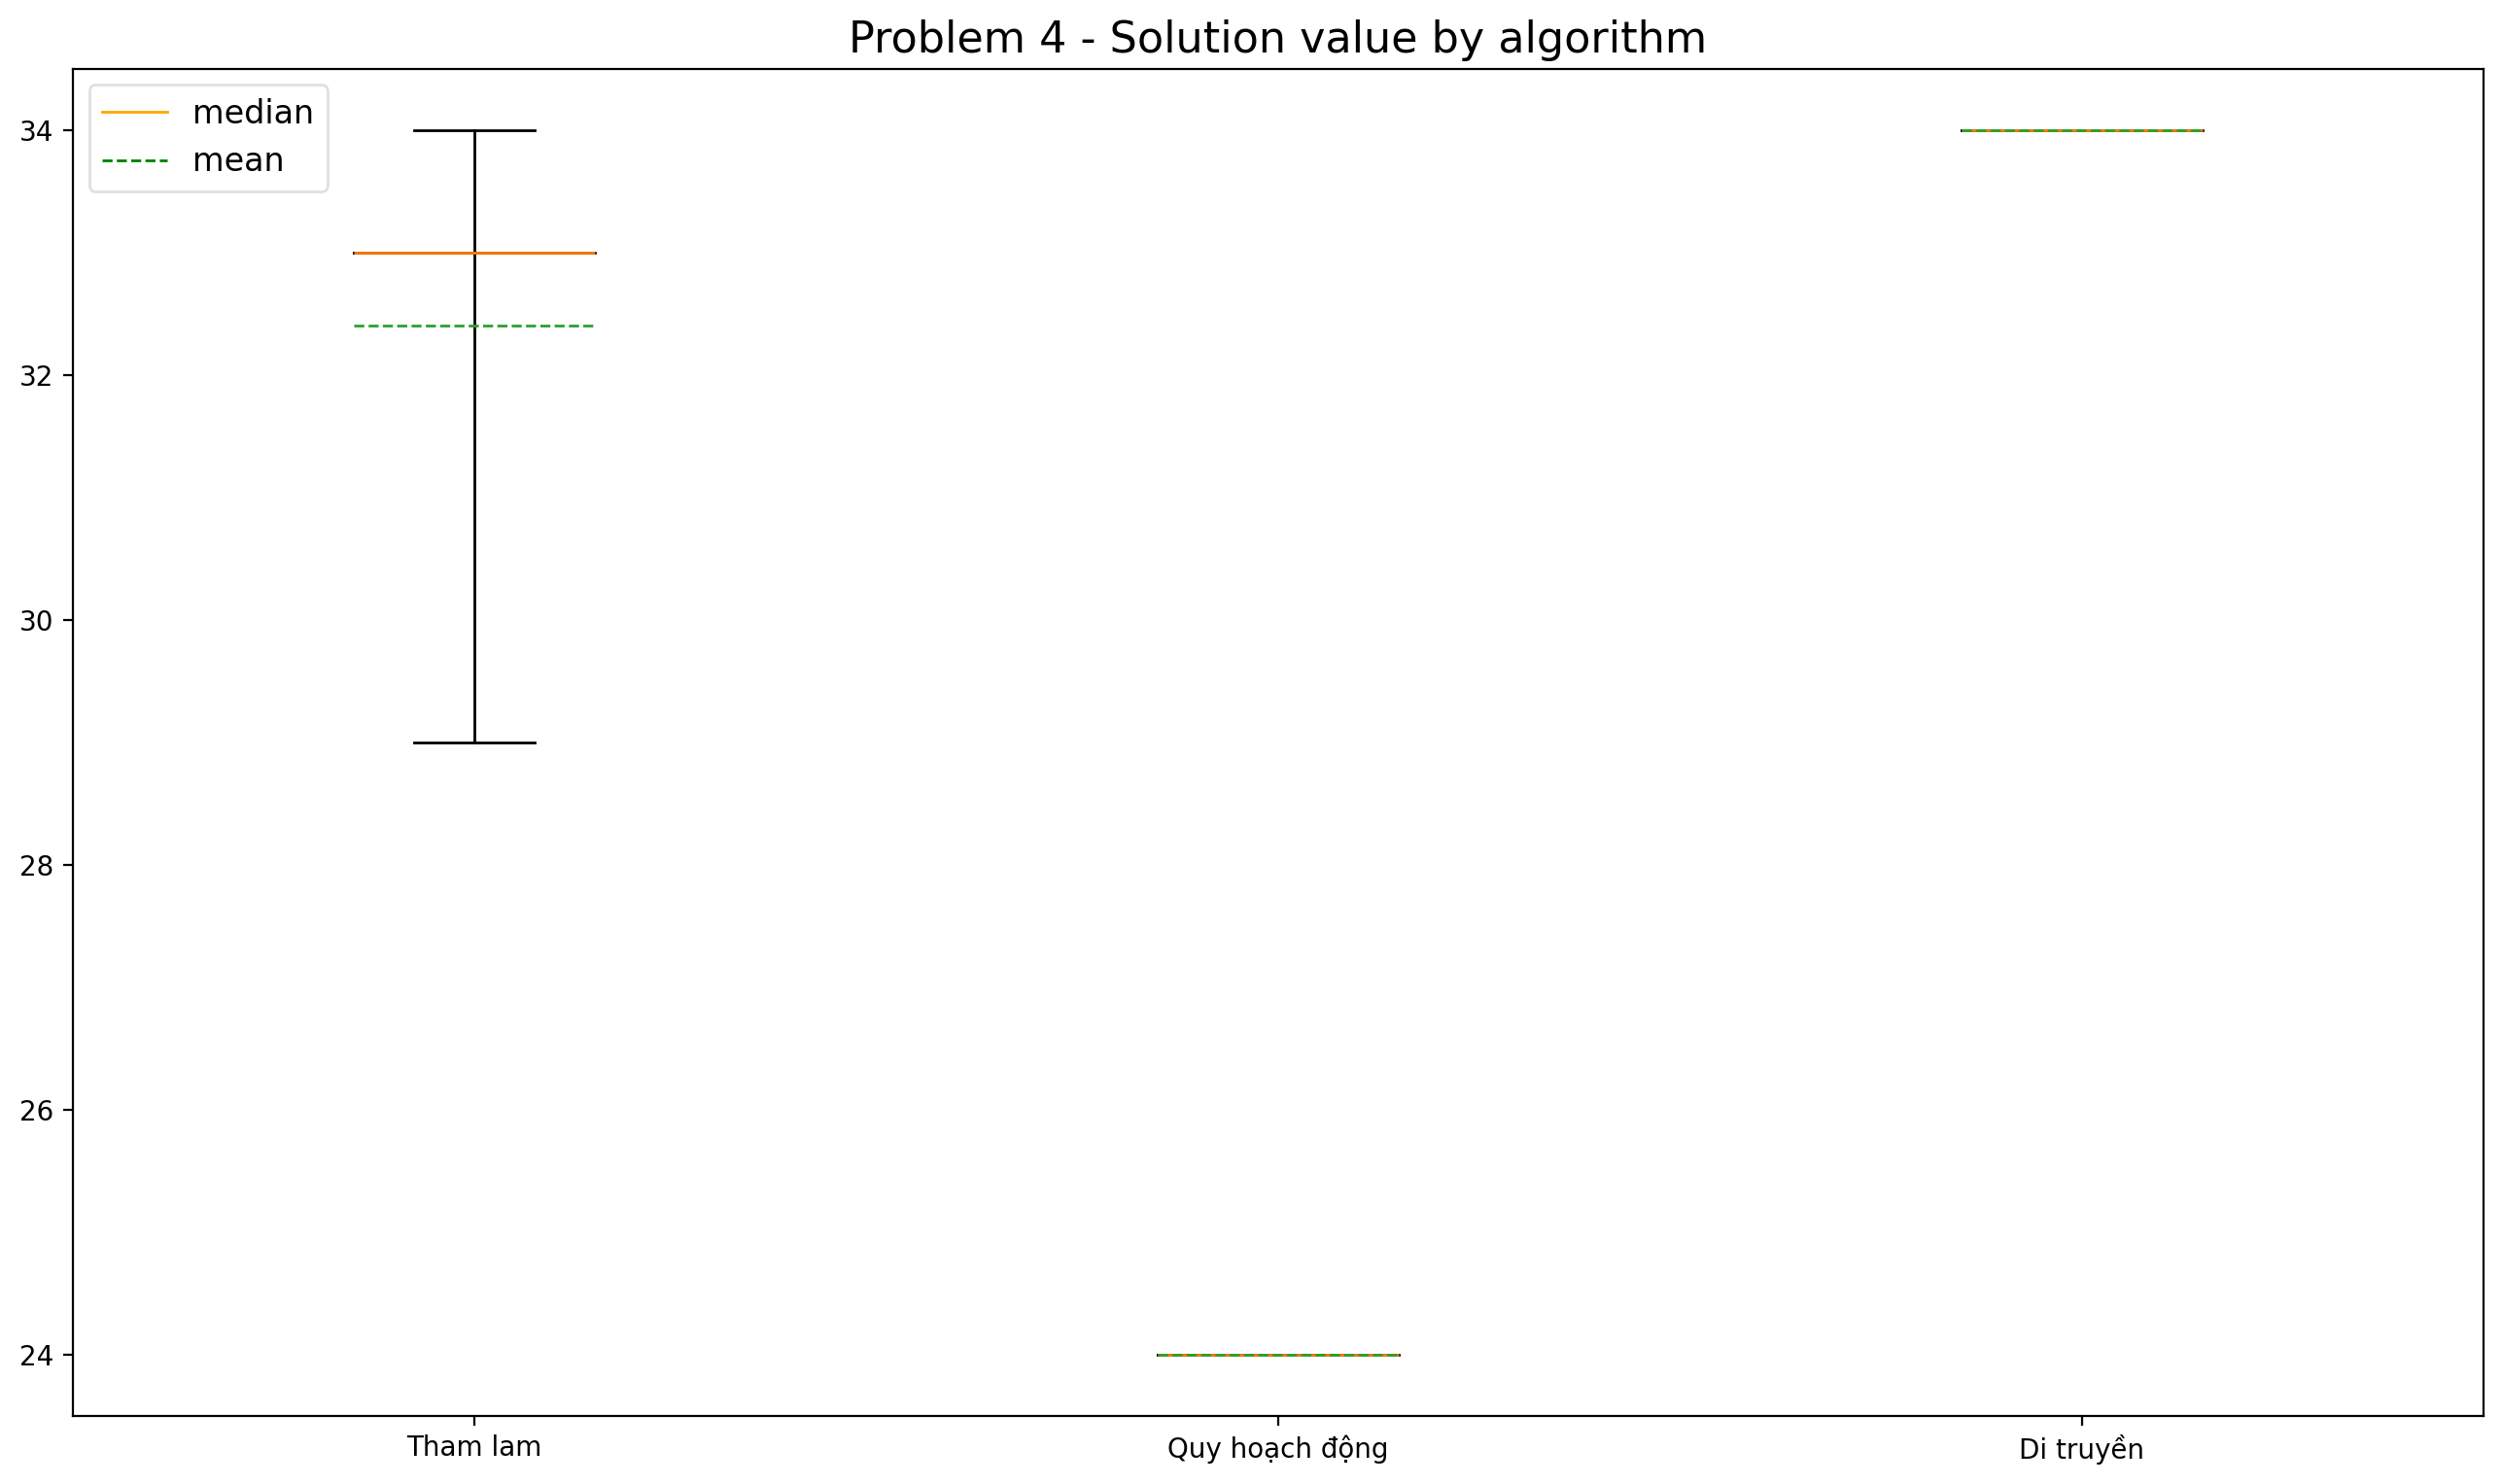 Problem 4 - Solution value by algorithm
median
mean
34
32
30
28
26
24
Tham lam
Quy hoạch động
Di truyền